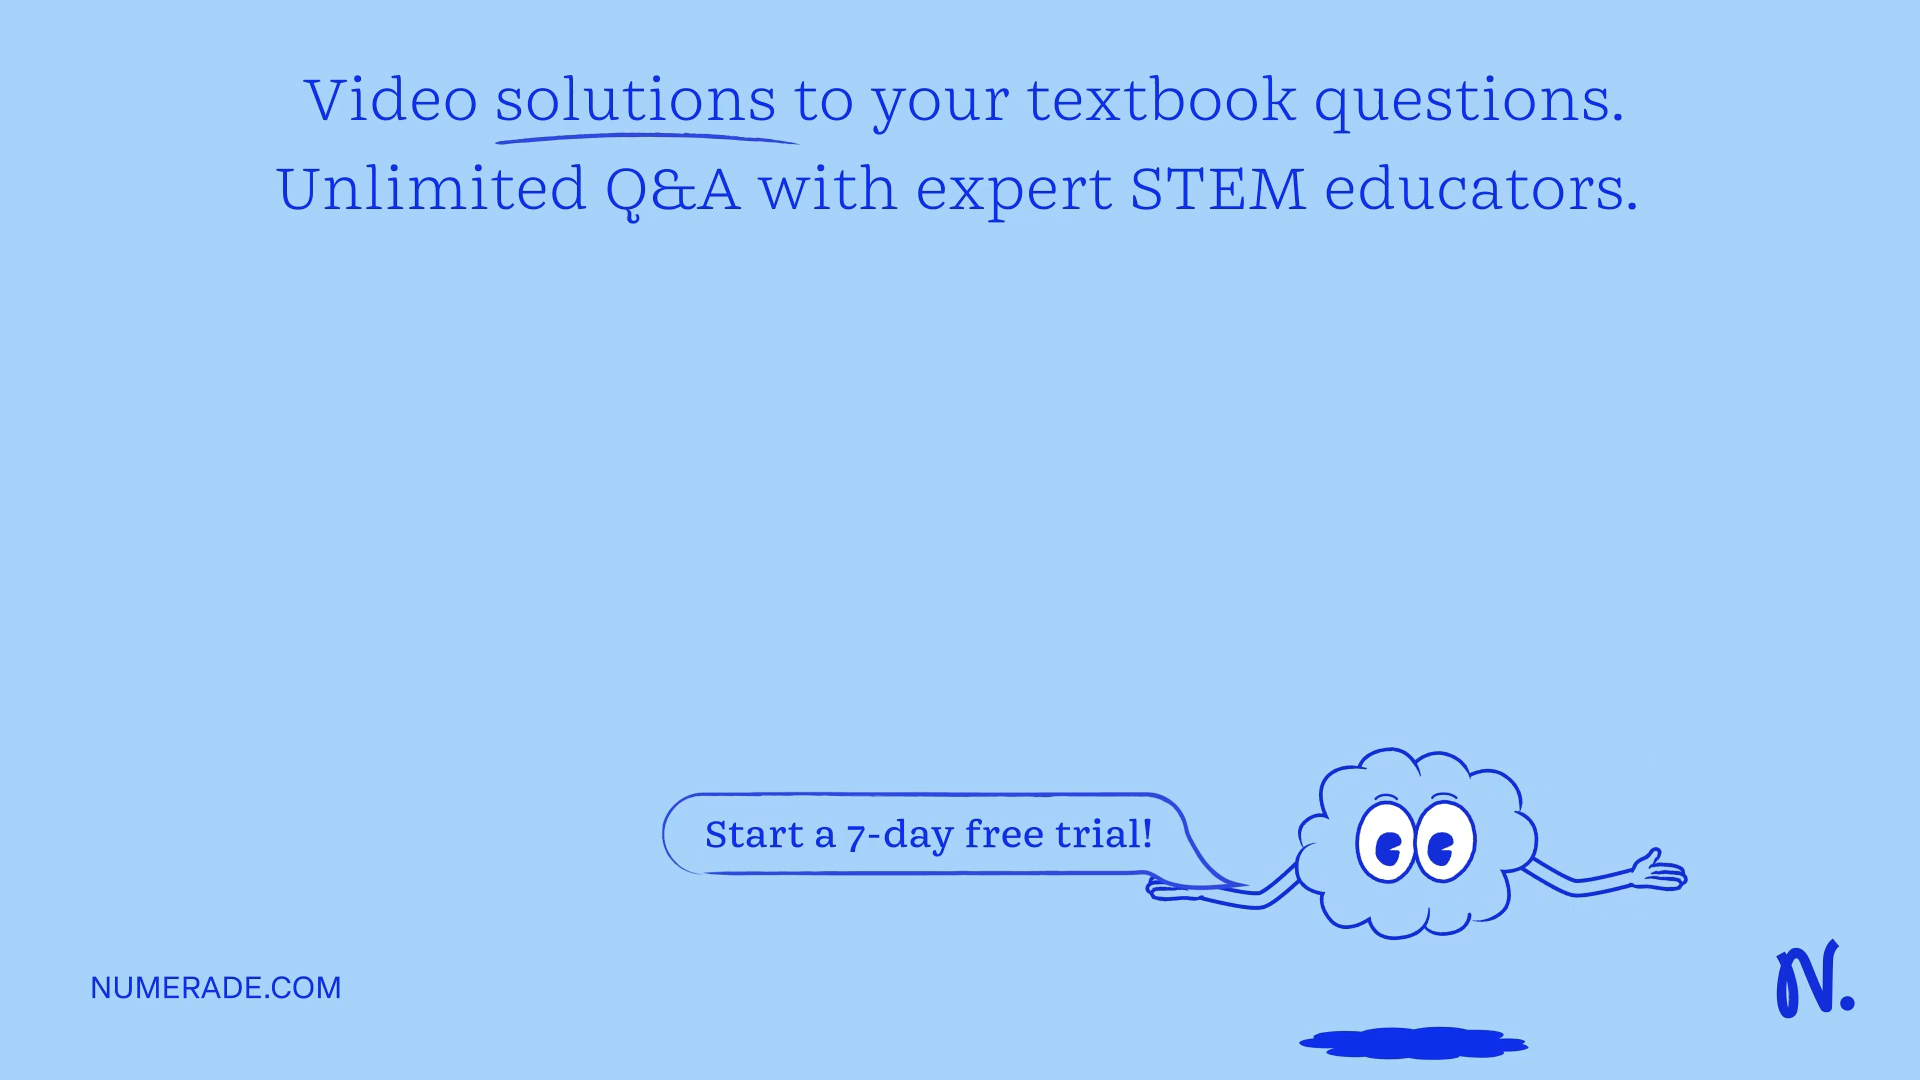 Video solutions to your textbook questions.
Unlimited Q&A with expert STEM educators.
Start a 7-day free trial!
NUMERADE.COM
N.